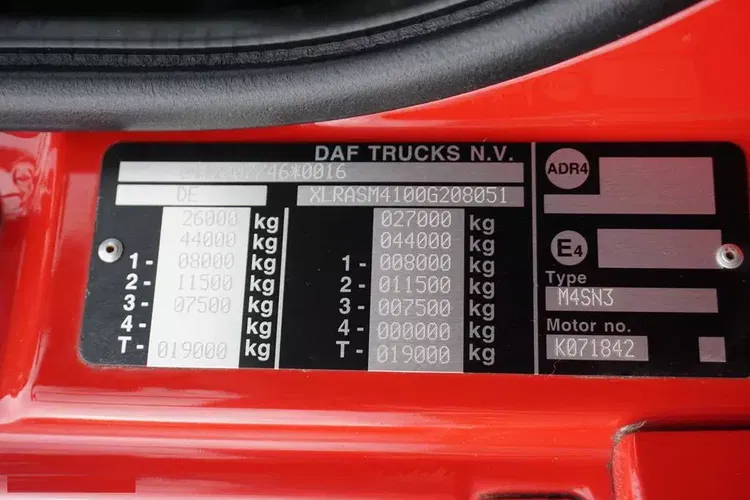 DAF TRUCKS N.V.
/46*0016
DE XLRASM4100G208051
26000 kg 027000 kg
44000 kg 044000 kg
1- 08000 kg 1- 008000 kg
2- 11500 kg 2- 011500 kg
3- 07500 kg 3- 007500 kg
4- kg 4- 000000 kg
T- 019000 kg T- 019000 kg
ADR4
E4
Type
M4SN3
Motor no.
K071842